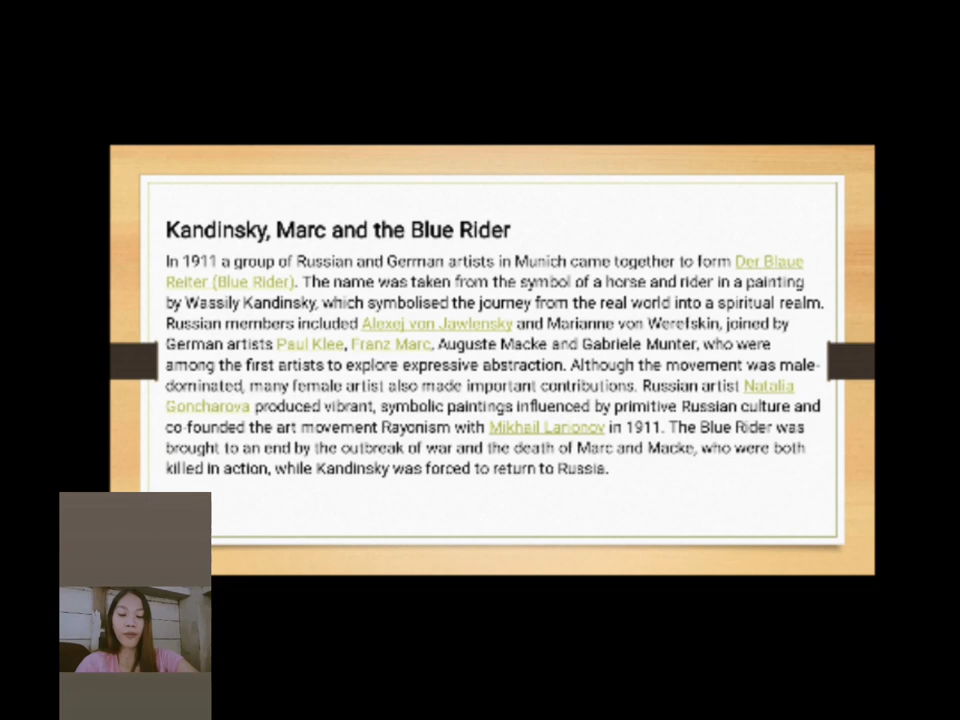 Kandinsky, Marc and the Blue Rider
In 1911 a group of Russian and German artists in Munich came together to form Der Blaue
Reiter (Blue Rider). The name was taken from the symbol of a horse and rider in a painting
by Wassily Kandinsky, which symbolised the journey from the real world into a spiritual realm.
Russian members included Alexej von Jawlensky and Marianne von Werefskin, joined by
German artists Paul Klee, Franz Marc, Auguste Macke and Gabriele Munter, who were
among the first artists to explore expressive abstraction. Although the movement was male-
dominated, many female artist also made important contributions. Russian artist Natalia
Goncharova produced vibrant, symbolic paintings influenced by primitive Russian culture and
co-founded the art movement Rayonism with Mikhail Larionov in 1911. The Blue Rider was
brought to an end by the outbreak of war and the death of Marc and Macke, who were both
killed in action, while Kandinsky was forced to return to Russia.